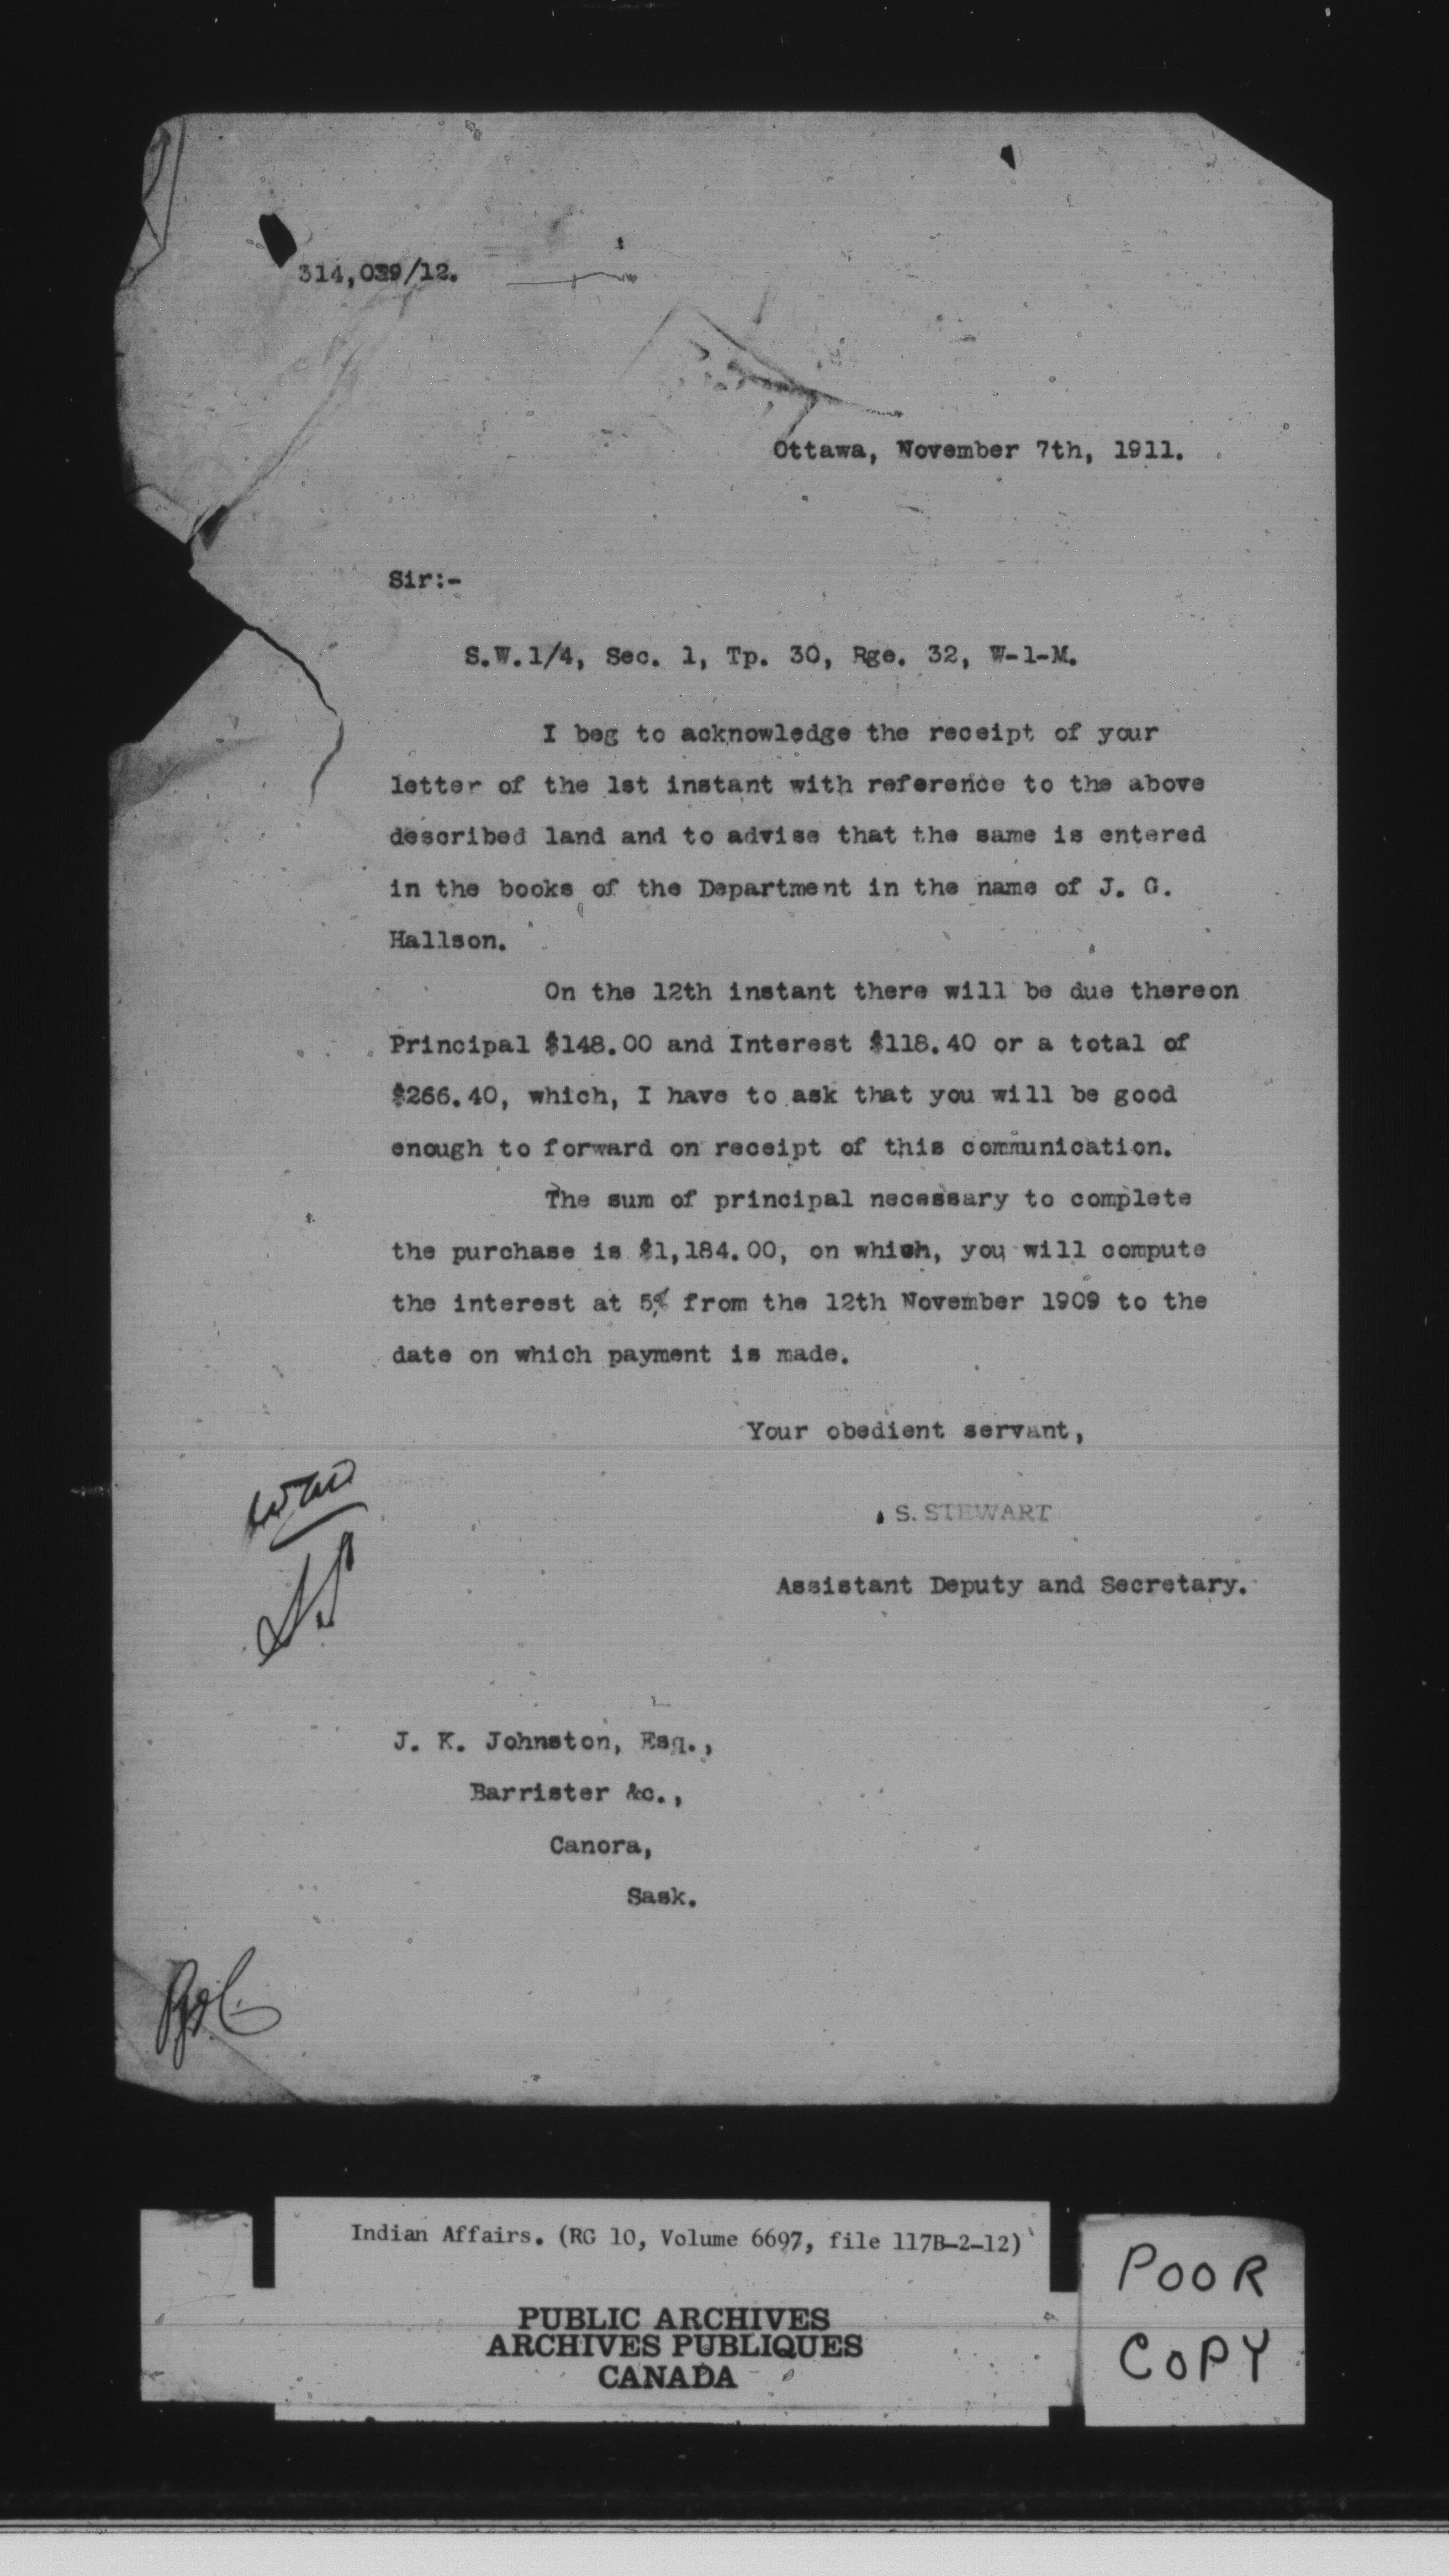 314,039/12.
Ottawa, November 7th, 1911.
Sir:-
S.W.1/4, Sec. 1, Tp. 30, Rge. 32, W-1-M.
I beg to acknowledge the receipt of your
letter of the 1st instant with reference to the above
described land and to advise that the same is entered
in the books of the Department in the name of J. G.
Hallson.
On the 12th instant there will be due thereon
Principal $148.00 and Interest $118.40 or a total of
$266.40, which, I have to ask that you will be good
enough to forward on receipt of this communication.
The sum of principal necessary to complete
the purchase is $1,184.00, on which, you will compute
the interest at 5% from the 12th November 1909 to the
date on which payment is made.
Your obedient servant,
S. STEWART
Assistant Deputy and Secretary.
J. K. Johnston, Esq.,
Barrister &c.,
Canora,
Sask.
Indian Affairs. (RG 10, Volume 6697, file 117B-2-12)
PUBLIC ARCHIVES
ARCHIVES PUBLIQUES
CANADA
POOR
COPY